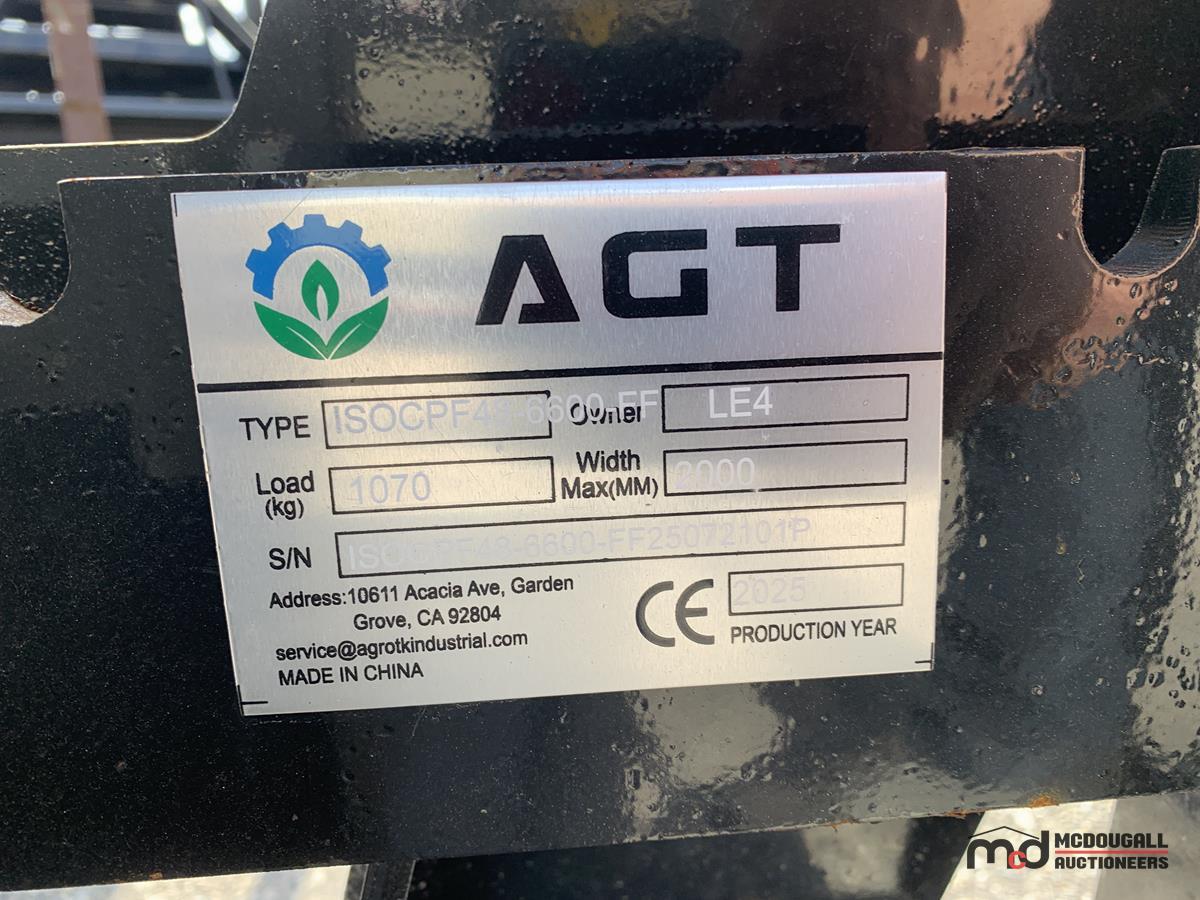 AGT
TYPE ISOCPF48-6600-FF Owner LE4
Load (kg) 1070 Width Max(MM) 2000
S/N ISOCPF48-6600-FF25072101P
Address:10611 Acacia Ave, Garden
Grove, CA 92804
service@agrotkindustrial.com
MADE IN CHINA
CE 2025
PRODUCTION YEAR
mcd MCDOUGALL
AUCTIONEERS